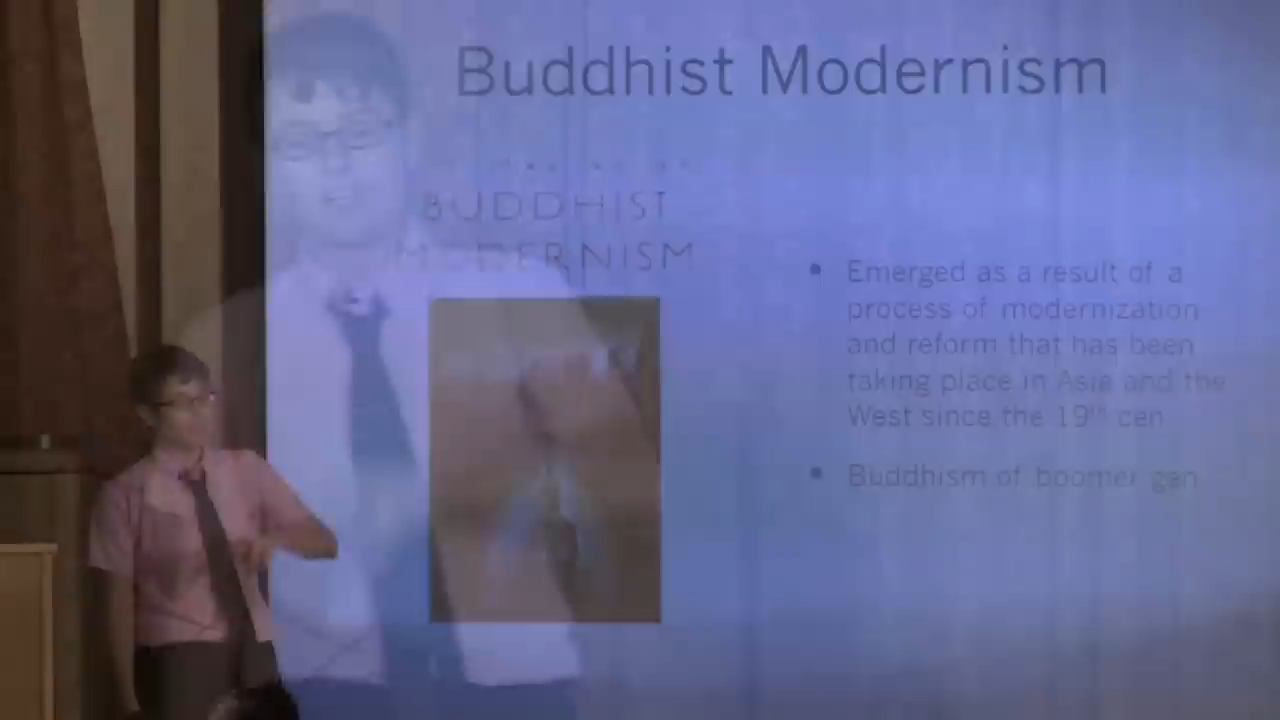 Buddhist Modernism
BUDDHIST
MODERNISM
• Emerged as a result of a
process of modernization
and reform that has been
taking place in Asia and the
West since the 19th cen
• Buddhism of boomer gen